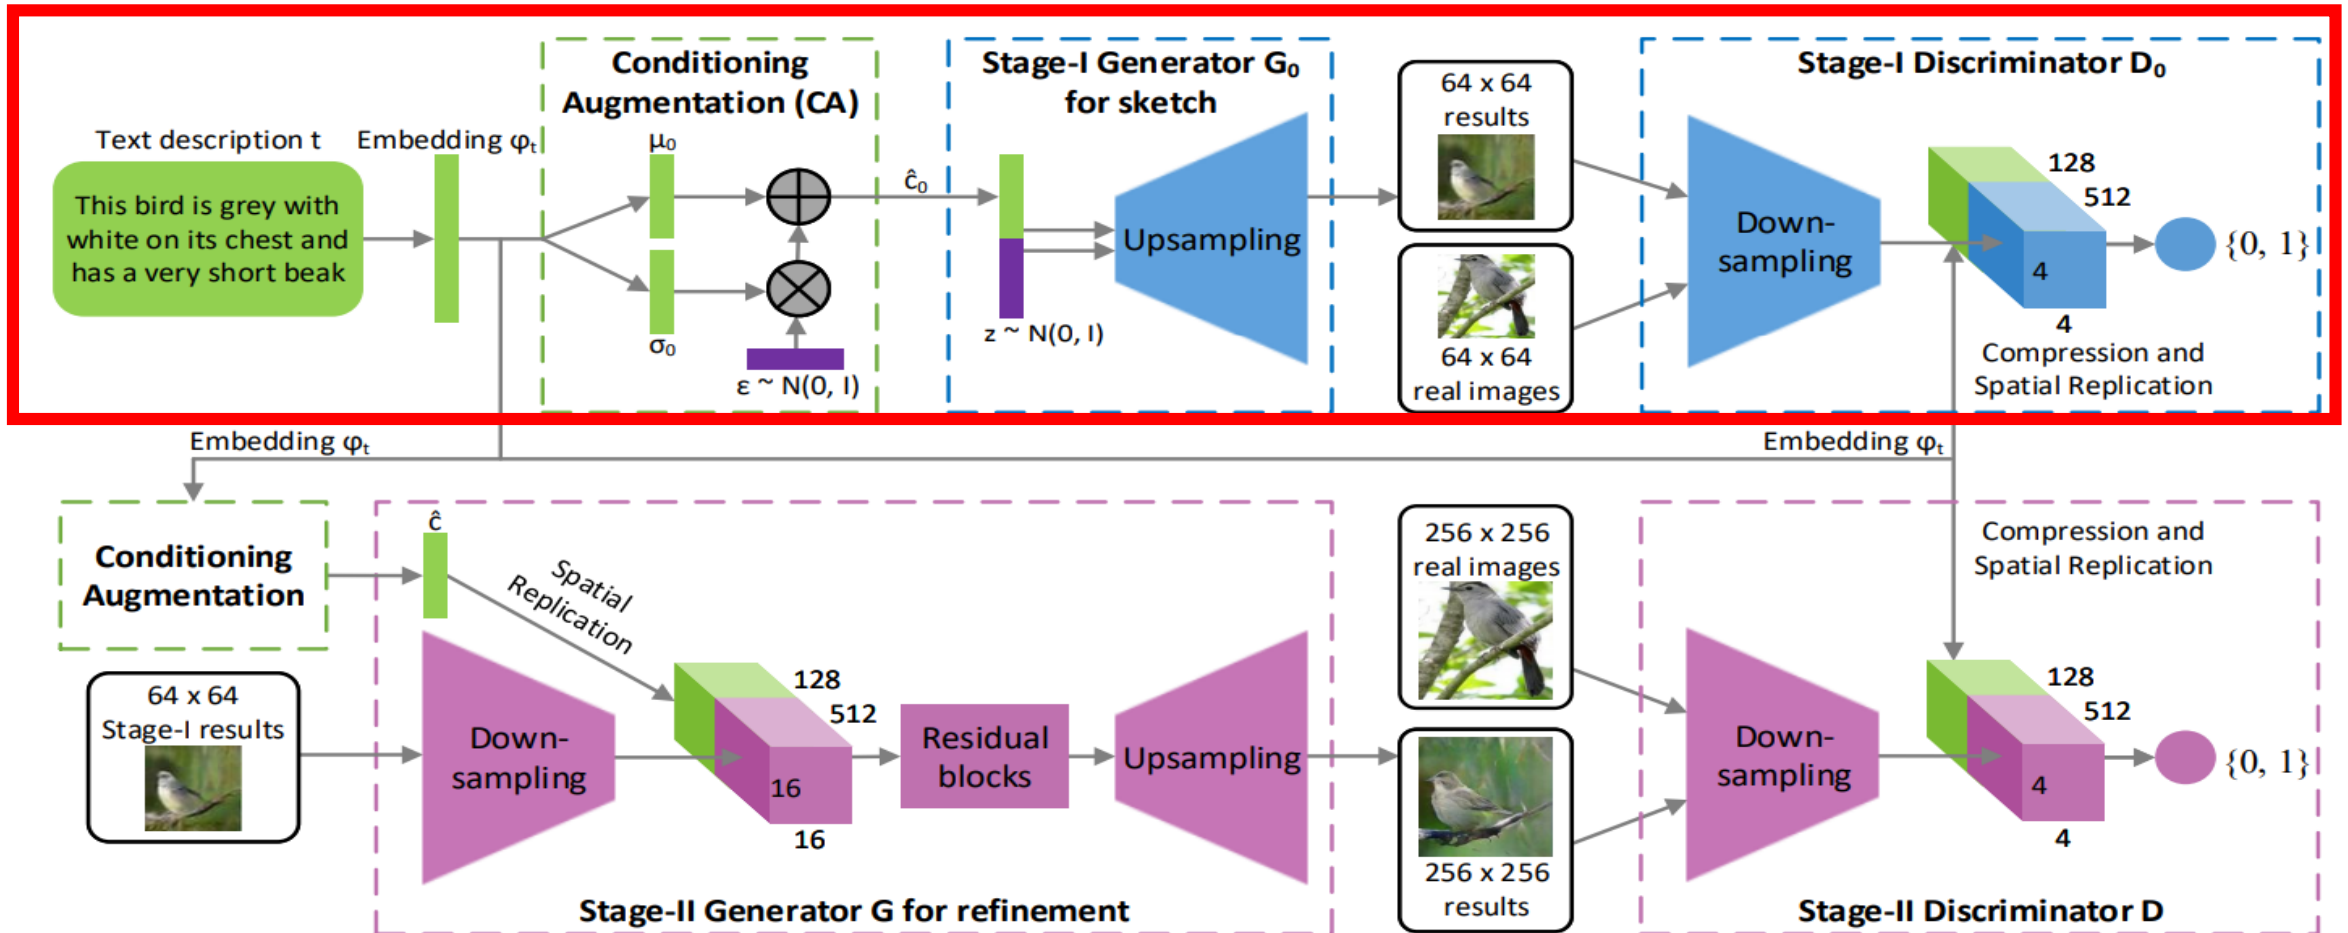 Text description t
This bird is grey with
white on its chest and
has a very short beak
Embedding φt
Conditioning
Augmentation (CA)
μ0
σ0
ε ~ N(0, I)
ĉ0
Stage-I Generator G0
for sketch
z ~ N(0, I)
Upsampling
64 x 64
results
64 x 64
real images
Stage-I Discriminator D0
Down-
sampling
128
512
4
4
{0, 1}
Compression and
Spatial Replication
Embedding φt
Embedding φt
Conditioning
Augmentation
64 x 64
Stage-I results
ĉ
Spatial
Replication
Down-
sampling
128
512
16
16
Residual
blocks
Upsampling
Stage-II Generator G for refinement
256 x 256
real images
256 x 256
results
Compression and
Spatial Replication
Down-
sampling
128
512
4
4
{0, 1}
Stage-II Discriminator D